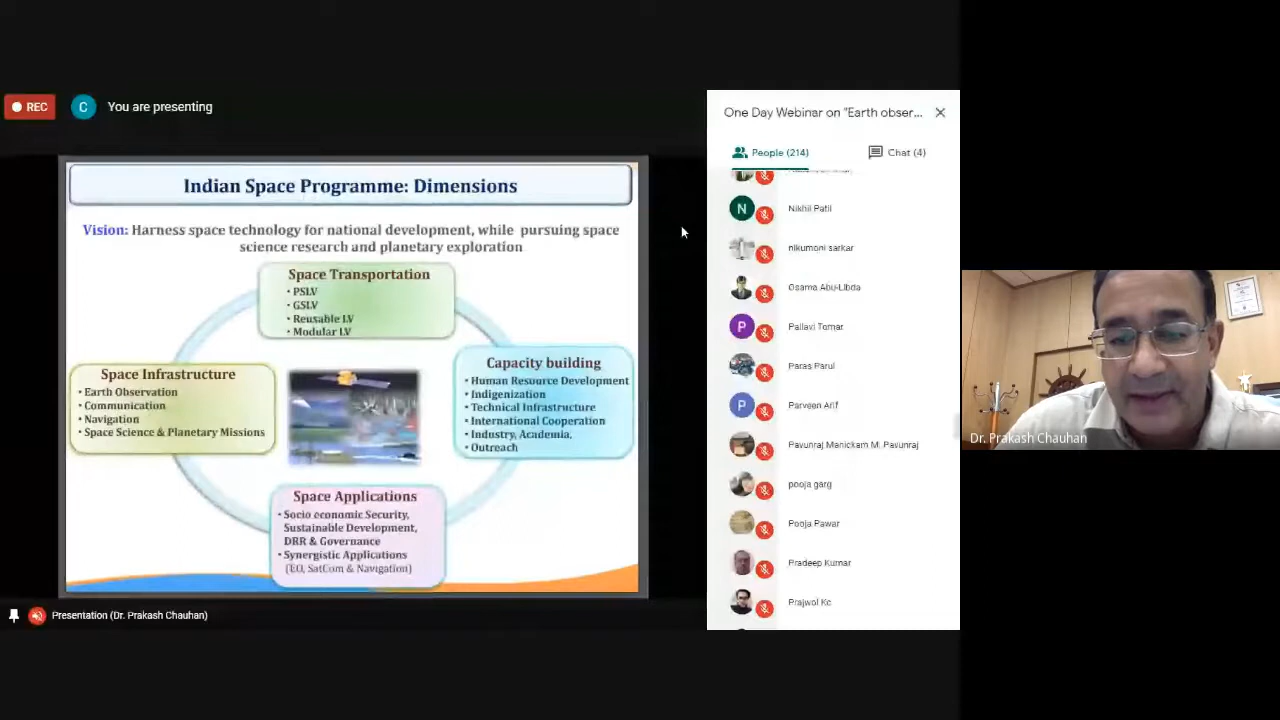 REC
C
You are presenting
Indian Space Programme: Dimensions
Vision: Harness space technology for national development, while pursuing space
science research and planetary exploration
Space Transportation
• PSLV
• GSLV
• Reusable LV
• Modular LV
Space Infrastructure
• Earth Observation
• Communication
• Navigation
• Space Science & Planetary Missions
Capacity building
• Human Resource Development
• Indigenization
• Technical Infrastructure
• International Cooperation
• Industry, Academia,
• Outreach
Space Applications
• Socio economic Security,
Sustainable Development,
DRR & Governance
• Synergistic Applications
(EO, SatCom & Navigation)
Presentation (Dr. Prakash Chauhan)
One Day Webinar on "Earth obser...
People (214)
Chat (4)
N
Nikhil Patil
nikumoni sarkar
Osama Abu-Libda
P
Pallavi Tomar
Paras Parul
P
Parveen Arif
Pavunraj Manickam M. Pavunraj
pooja garg
Pooja Pawar
Pradeep Kumar
Prajwol Kc
Dr. Prakash Chauhan